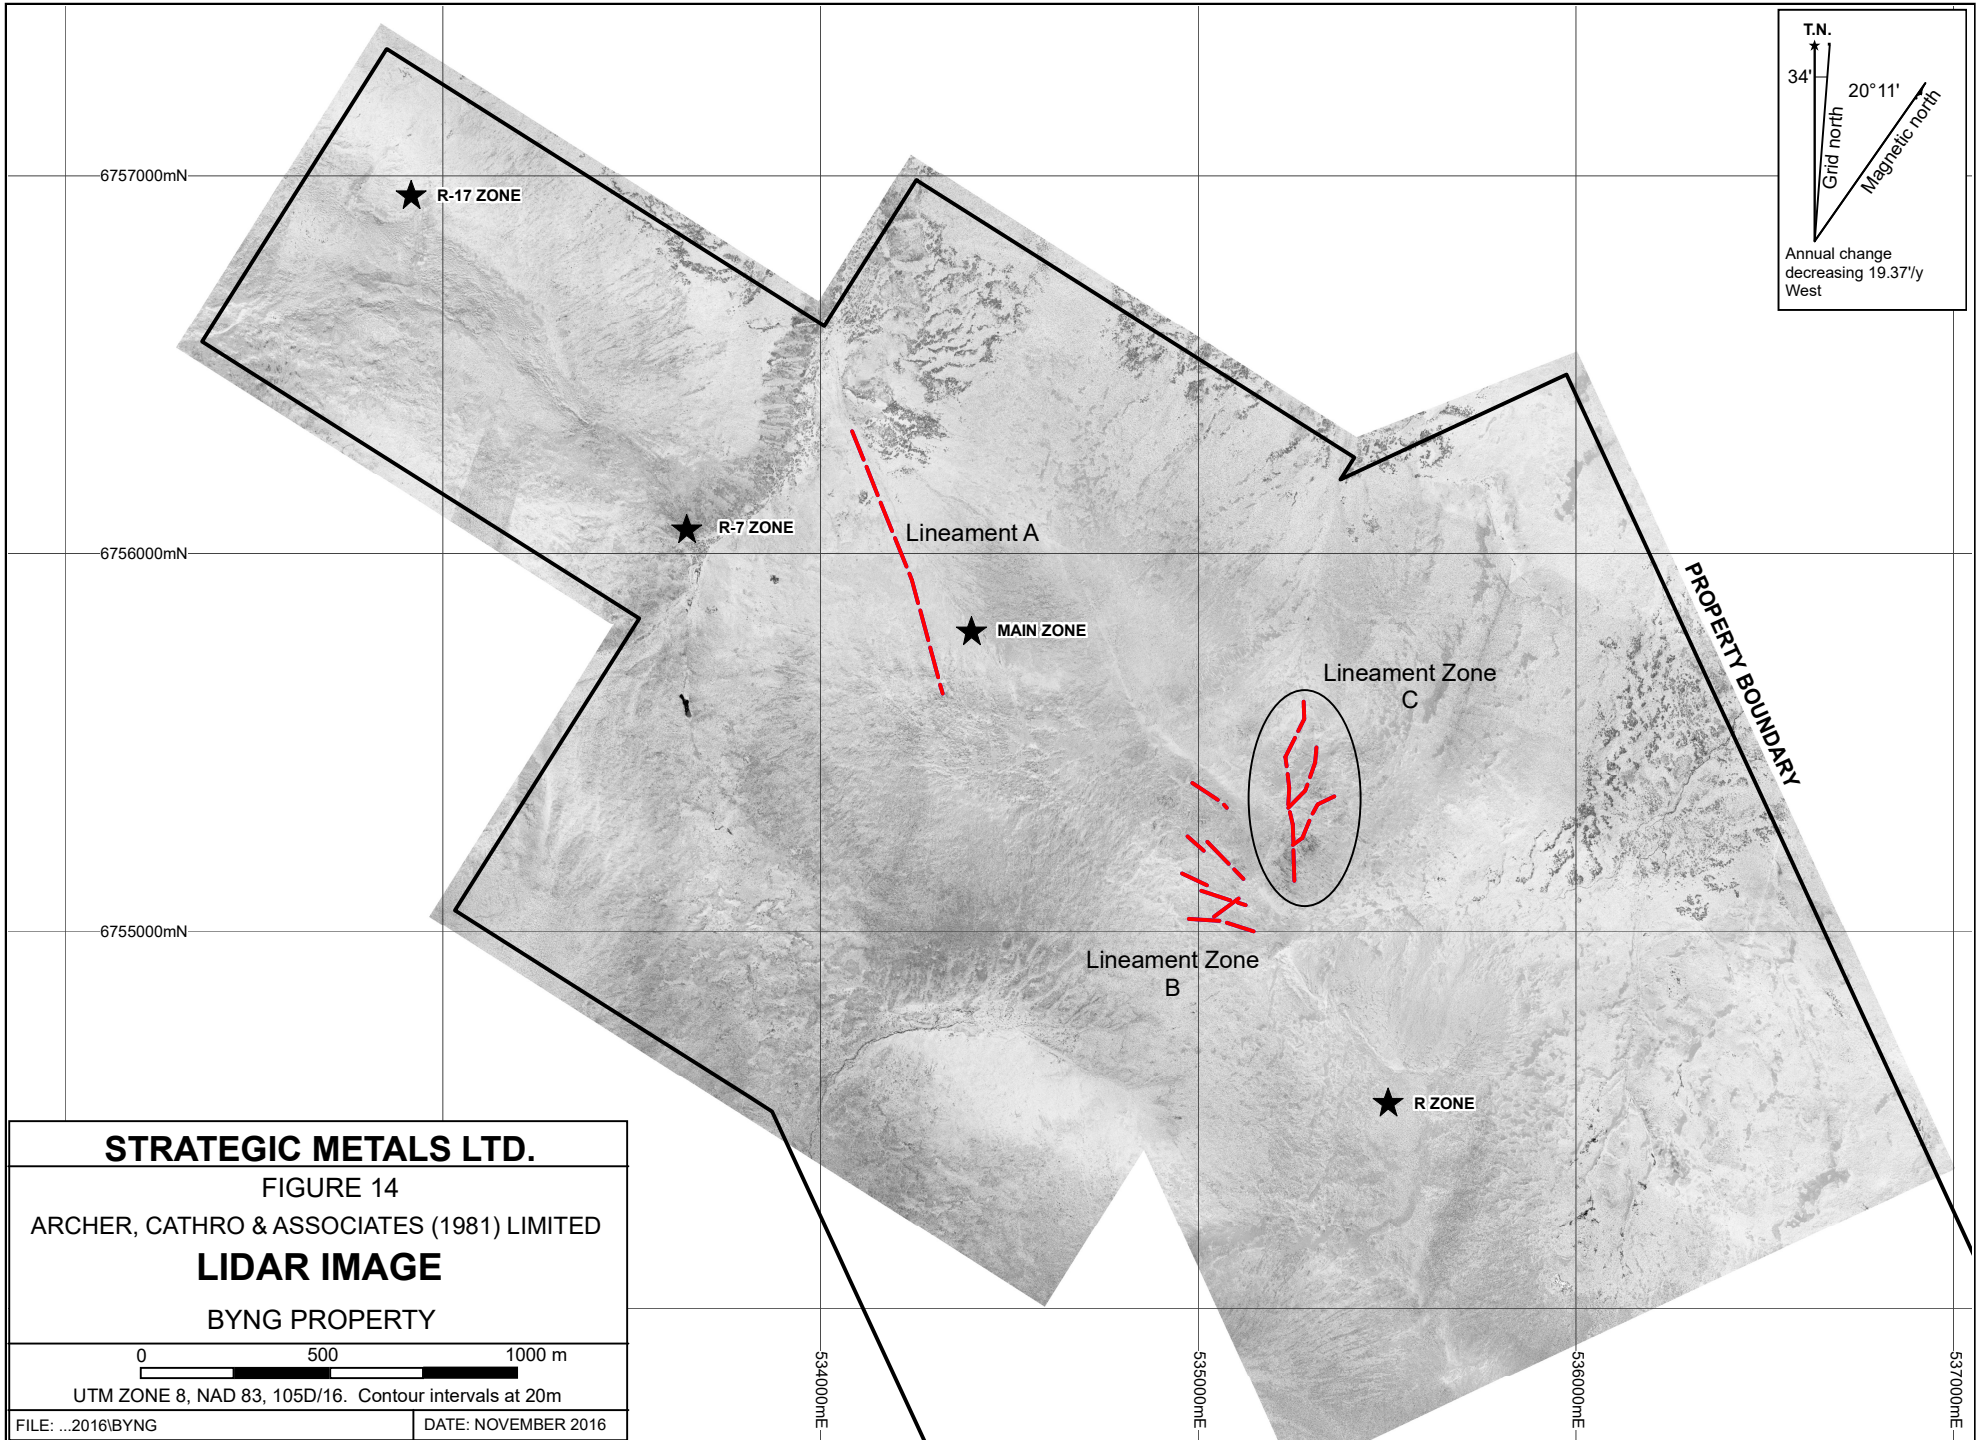 T.N.
34'
20°11'
Grid north
Magnetic north
Annual change
decreasing 19.37'/y
West
6757000mN
R-17 ZONE
R-7 ZONE
Lineament A
6756000mN
MAIN ZONE
PROPERTY BOUNDARY
Lineament Zone
C
6755000mN
Lineament Zone
B
R ZONE
STRATEGIC METALS LTD.
FIGURE 14
ARCHER, CATHRO & ASSOCIATES (1981) LIMITED
LIDAR IMAGE
BYNG PROPERTY
0 500 1000 m
UTM ZONE 8, NAD 83, 105D/16. Contour intervals at 20m
FILE: ...2016\BYNG
DATE: NOVEMBER 2016
534000mE
535000mE
536000mE
537000mE